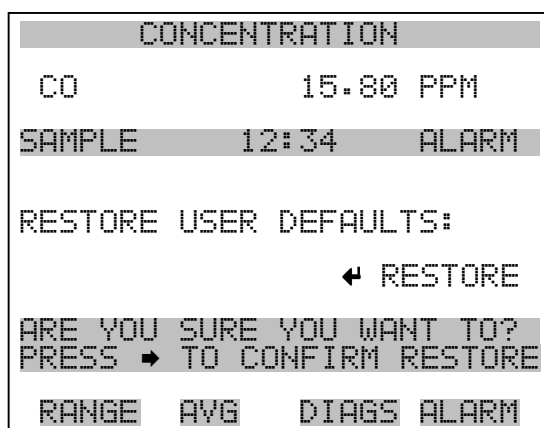 CONCENTRATION
CO 15.80 PPM
SAMPLE 12:34 ALARM
RESTORE USER DEFAULTS:
↵ RESTORE
ARE YOU SURE YOU WANT TO?
PRESS → TO CONFIRM RESTORE
RANGE AVG DIAGS ALARM